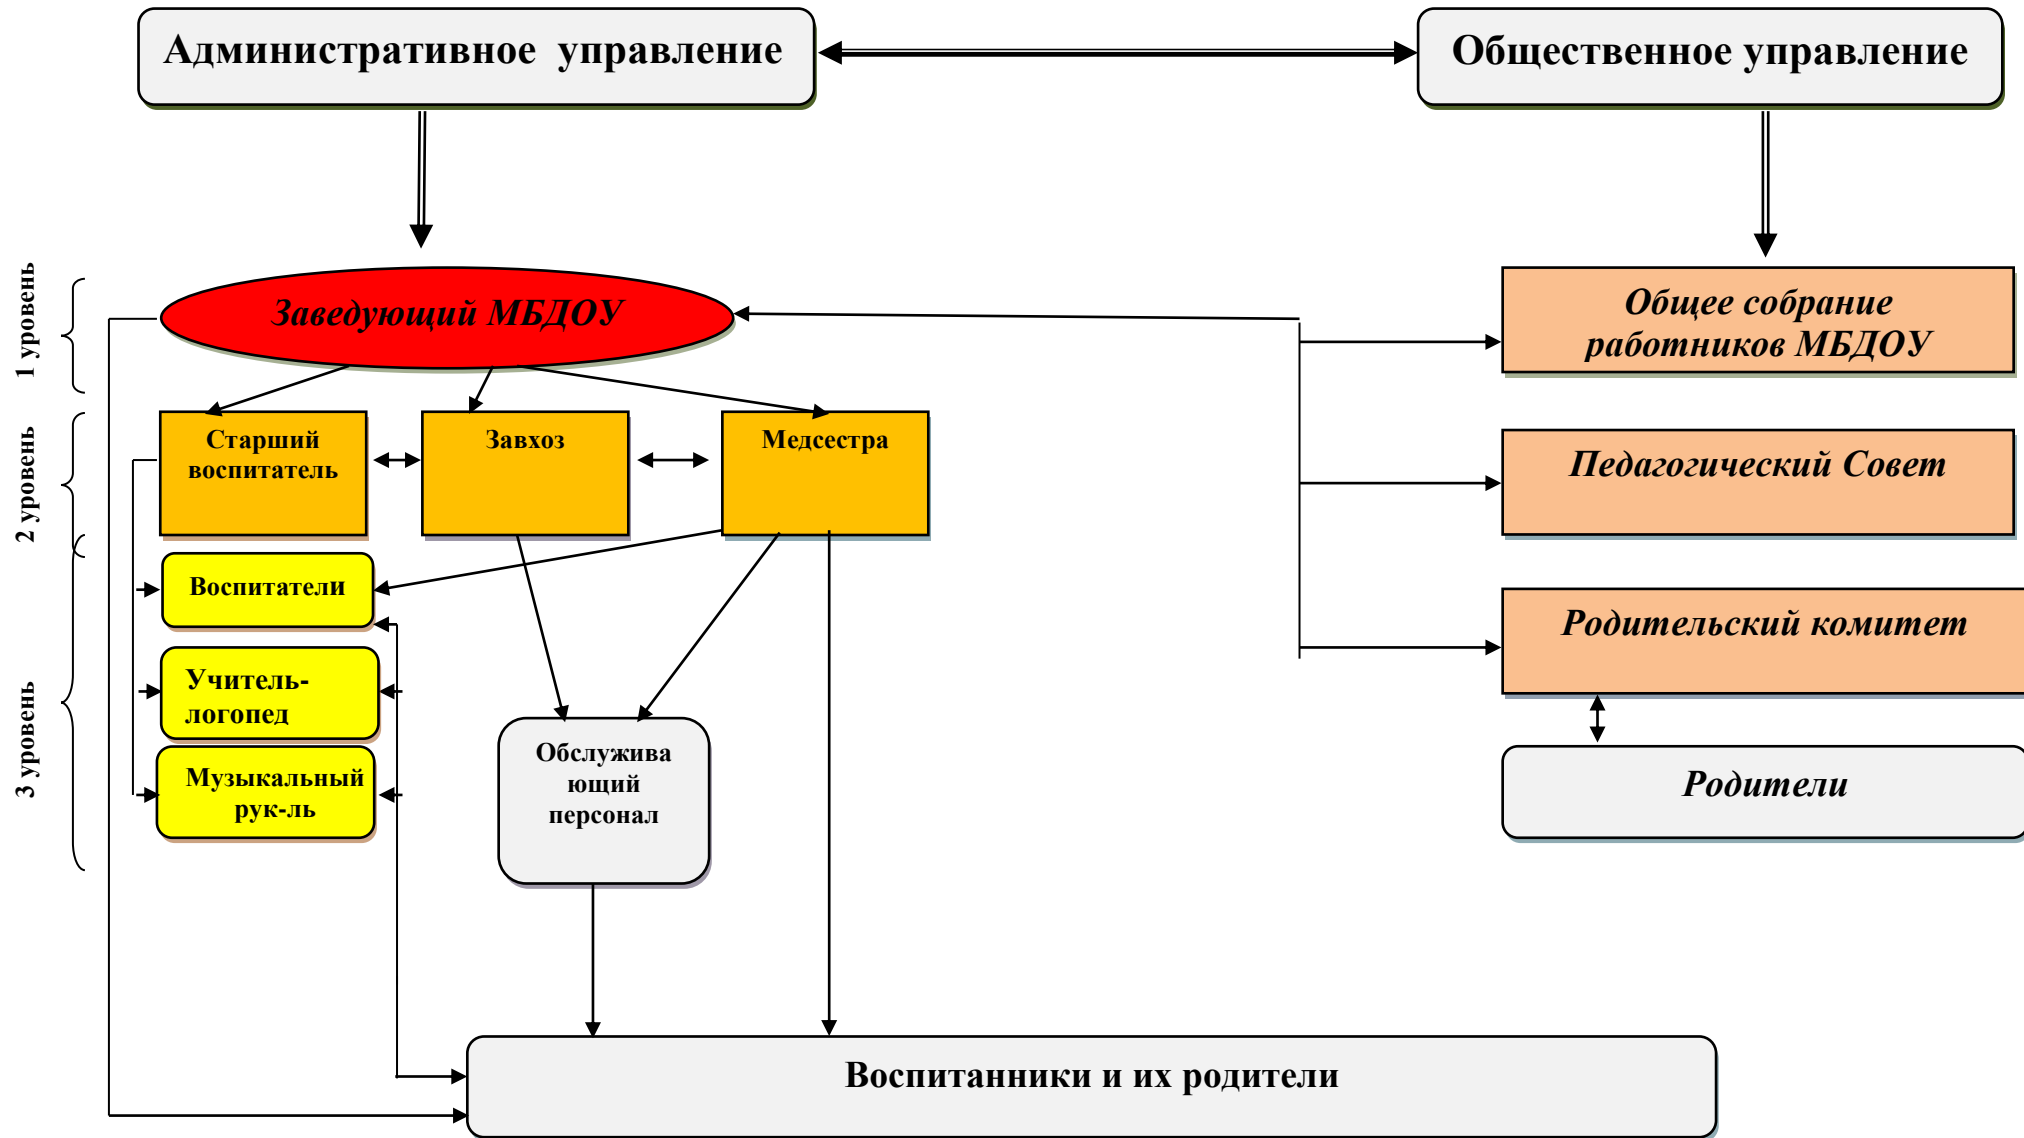 Административное управление
Общественное управление
1 уровень
Заведующий МБДОУ
Общее собрание
работников МБДОУ
2 уровень
Старший
воспитатель
Завхоз
Медсестра
Педагогический Совет
3 уровень
Воспитатели
Учитель-
логопед
Музыкальный
рук-ль
Обслужива
ющий
персонал
Родительский комитет
Родители
Воспитанники и их родители